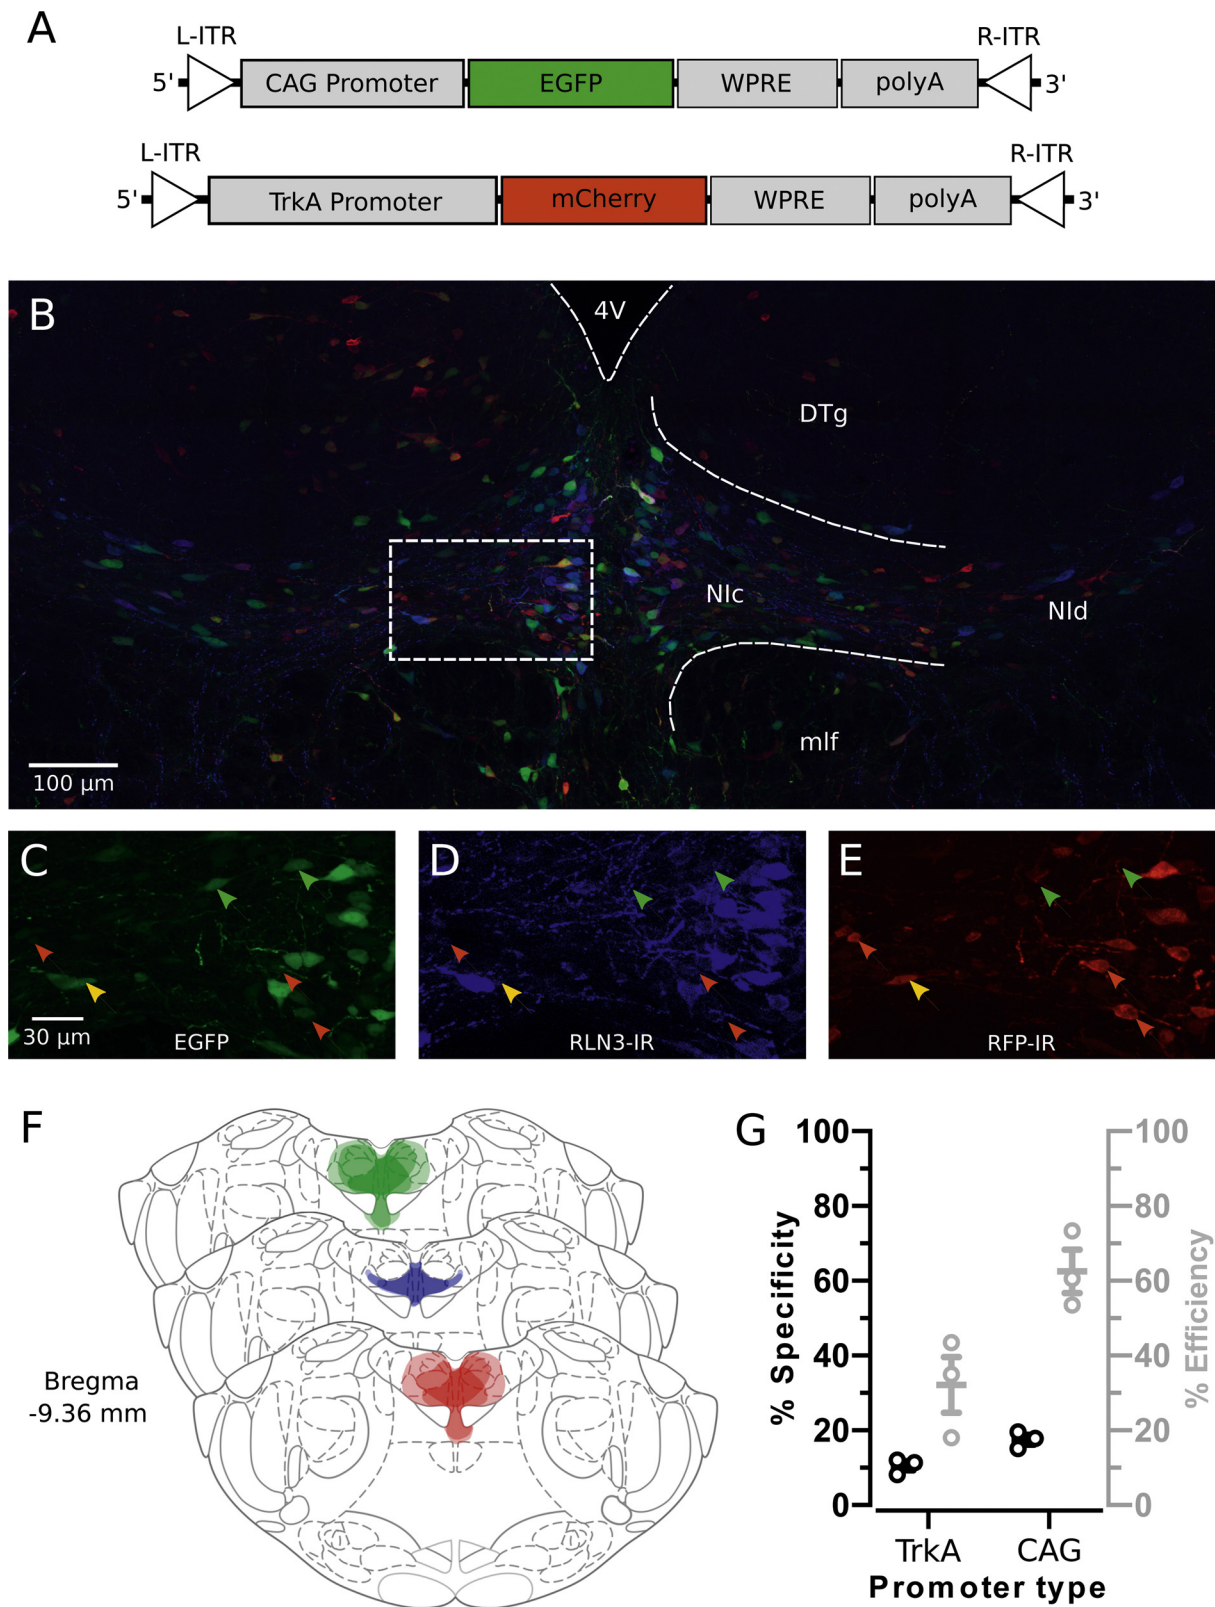 A
L-ITR
R-ITR
5'
CAG Promoter
EGFP
WPRE
polyA
3'
L-ITR
R-ITR
5'
TrkA Promoter
mCherry
WPRE
polyA
3'
B
4V
DTg
NIc
NId
mlf
100 µm
C
30 µm
EGFP
D
RLN3-IR
E
RFP-IR
F
Bregma
-9.36 mm
G
100
80
60
40
20
0
% Specificity
100
80
60
40
20
0
% Efficiency
TrkA
CAG
Promoter type